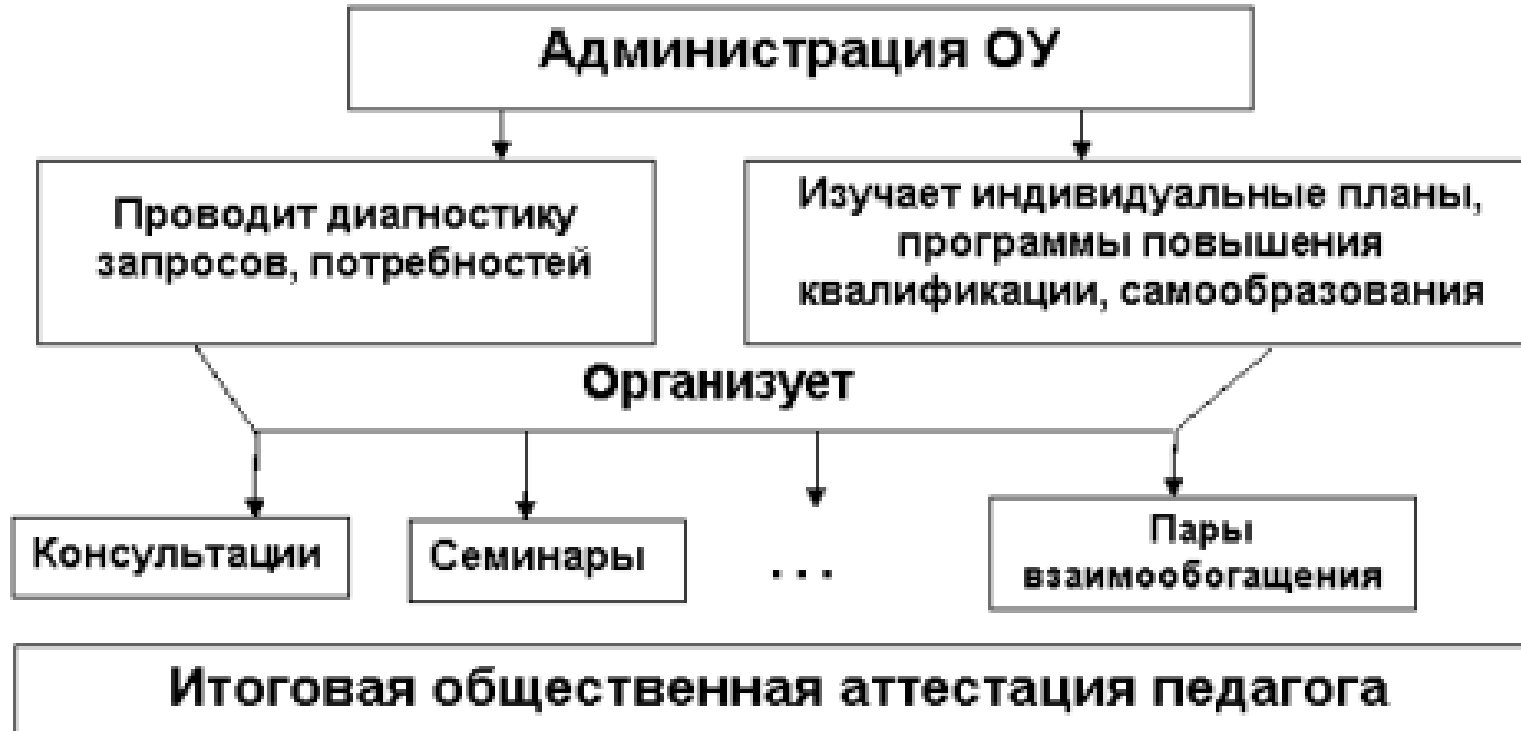 Администрация ОУ
Проводит диагностику
запросов, потребностей
Изучает индивидуальные планы,
программы повышения
квалификации, самообразования
Организует
Консультации
Семинары
...
Пары
взаимообогащения
Итоговая общественная аттестация педагога